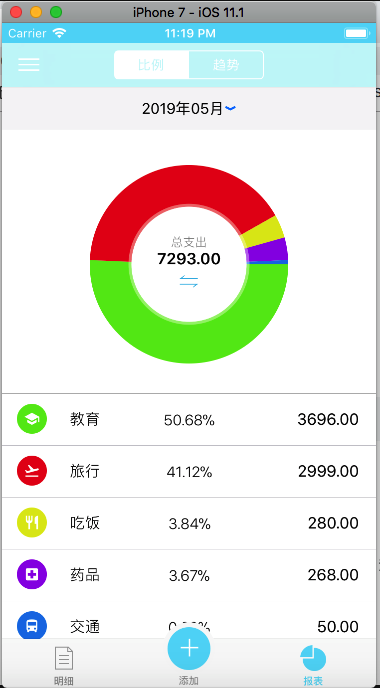 iPhone 7 - iOS 11.1
Carrier 11:19 PM
比例 趋势
2019年05月
总支出
7293.00
教育 50.68% 3696.00
旅行 41.12% 2999.00
吃饭 3.84% 280.00
药品 3.67% 268.00
交通 50.00
明细 添加 报表